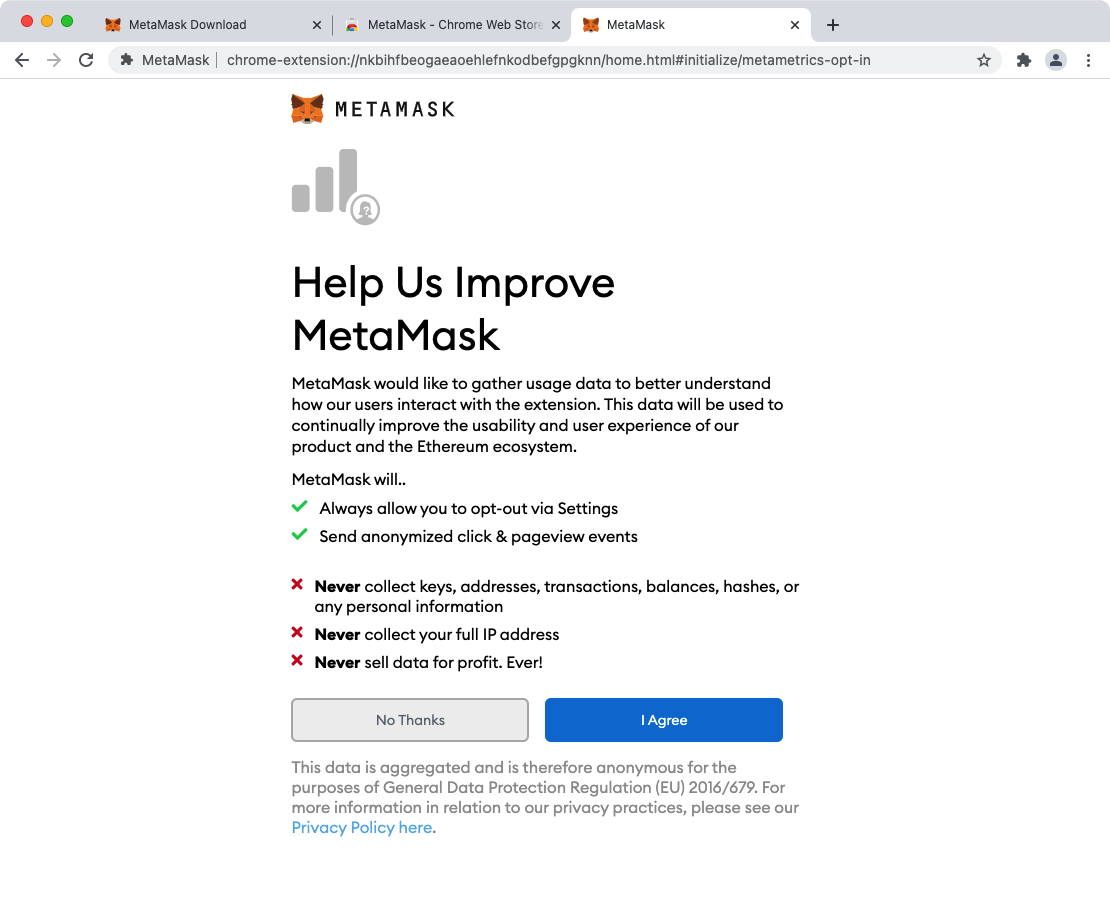 MetaMask Download
MetaMask - Chrome Web Store
MetaMask
MetaMask
chrome-extension://nkbihfbeogaeaoehlefnkodbefgpgknn/home.html#initialize/metametrics-opt-in
METAMASK
?
Help Us Improve
MetaMask
MetaMask would like to gather usage data to better understand
how our users interact with the extension. This data will be used to
continually improve the usability and user experience of our
product and the Ethereum ecosystem.
MetaMask will..
Always allow you to opt-out via Settings
Send anonymized click & pageview events
Never collect keys, addresses, transactions, balances, hashes, or
any personal information
Never collect your full IP address
Never sell data for profit. Ever!
No Thanks
I Agree
This data is aggregated and is therefore anonymous for the
purposes of General Data Protection Regulation (EU) 2016/679. For
more information in relation to our privacy practices, please see our
Privacy Policy here.